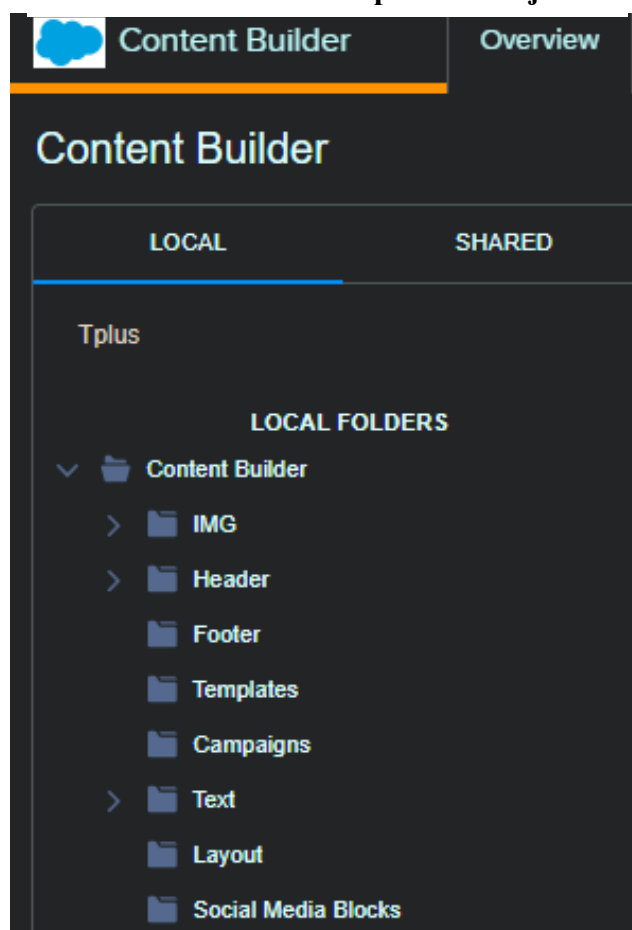 Content Builder Overview
Content Builder
LOCAL SHARED
Tplus
LOCAL FOLDERS
Content Builder
IMG
Header
Footer
Templates
Campaigns
Text
Layout
Social Media Blocks